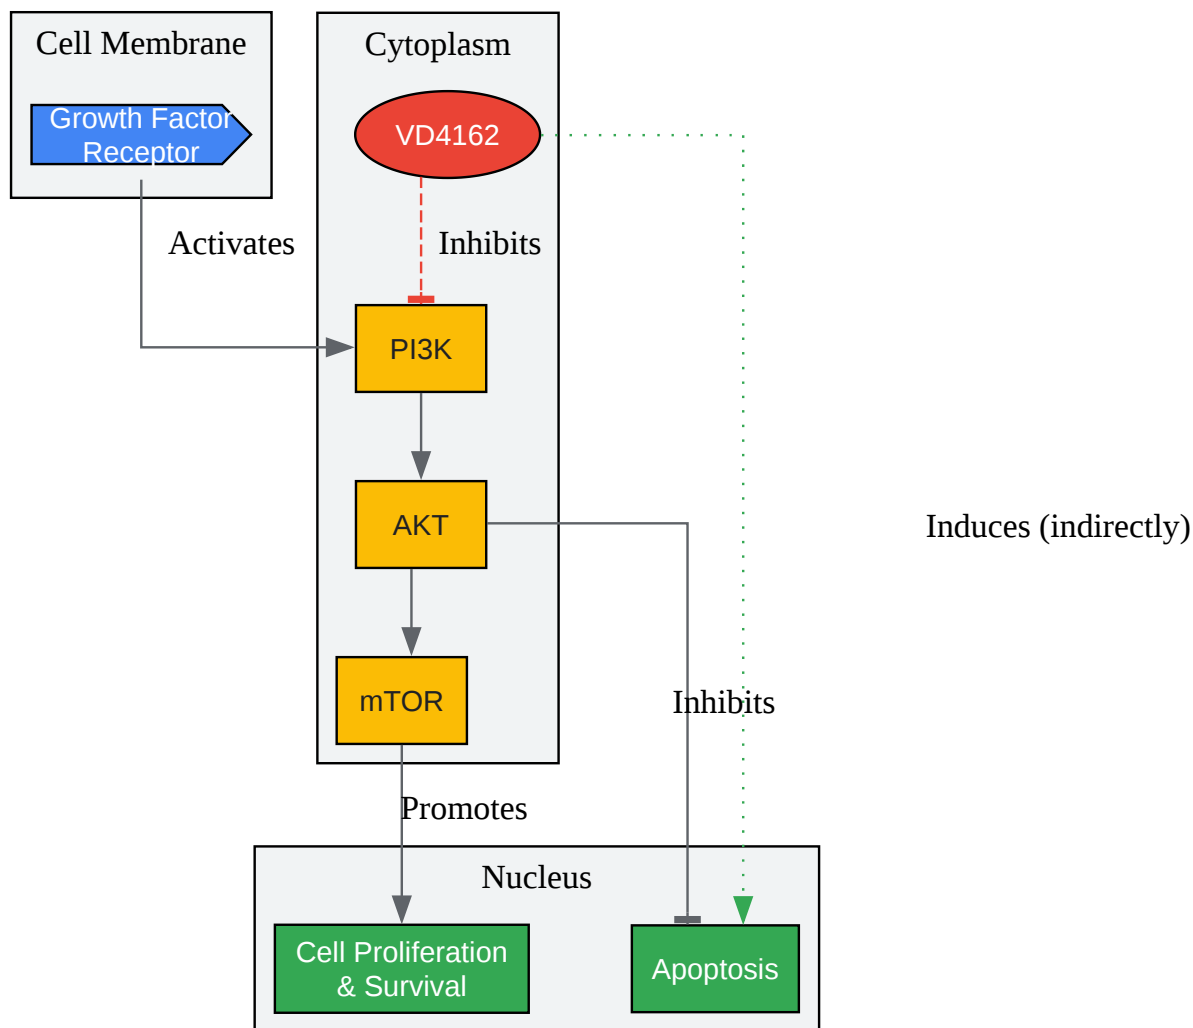 Cell Membrane
Cytoplasm
Growth Factor
Receptor
VD4162
Activates
Inhibits
PI3K
AKT
Induces (indirectly)
mTOR
Inhibits
Promotes
Nucleus
Cell Proliferation
& Survival
Apoptosis